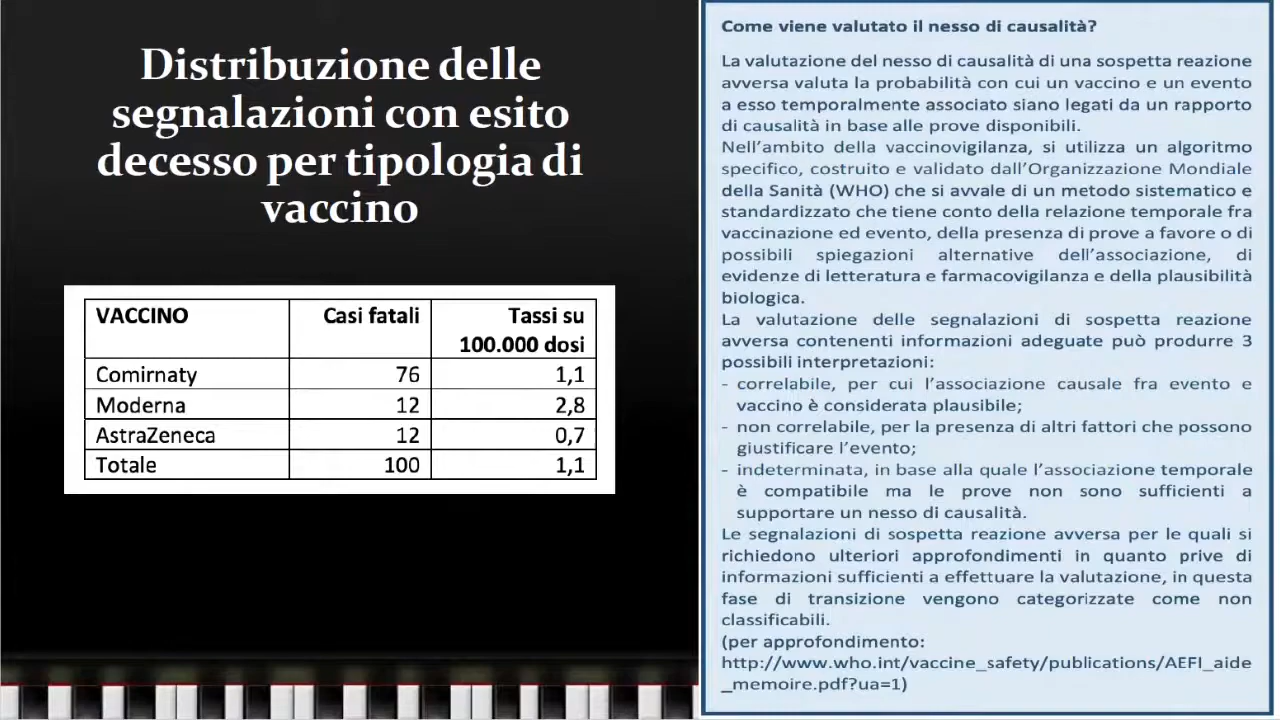 Distribuzione delle
segnalazioni con esito
decesso per tipologia di
vaccino
VACCINO Casi fatali Tassi su
100.000 dosi
Comirnaty 76 1,1
Moderna 12 2,8
AstraZeneca 12 0,7
Totale 100 1,1
Come viene valutato il nesso di causalità?
La valutazione del nesso di causalità di una sospetta reazione
avversa valuta la probabilità con cui un vaccino e un evento
a esso temporalmente associato siano legati da un rapporto
di causalità in base alle prove disponibili.
Nell'ambito della vaccinovigilanza, si utilizza un algoritmo
specifico, costruito e validato dall'Organizzazione Mondiale
della Sanità (WHO) che si avvale di un metodo sistematico e
standardizzato che tiene conto della relazione temporale fra
vaccinazione ed evento, della presenza di prove a favore o di
possibili spiegazioni alternative dell'associazione, di
evidenze di letteratura e farmacovigilanza e della plausibilità
biologica.
La valutazione delle segnalazioni di sospetta reazione
avversa contenenti informazioni adeguate può produrre 3
possibili interpretazioni:
- correlabile, per cui l'associazione causale fra evento e
vaccino è considerata plausibile;
- non correlabile, per la presenza di altri fattori che possono
giustificare l'evento;
- indeterminata, in base alla quale l'associazione temporale
è compatibile ma le prove non sono sufficienti a
supportare un nesso di causalità.
Le segnalazioni di sospetta reazione avversa per le quali si
richiedono ulteriori approfondimenti in quanto prive di
informazioni sufficienti a effettuare la valutazione, in questa
fase di transizione vengono categorizzate come non
classificabili.
(per approfondimento:
http://www.who.int/vaccine_safety/publications/AEFI_aide
_memoire.pdf?ua=1)